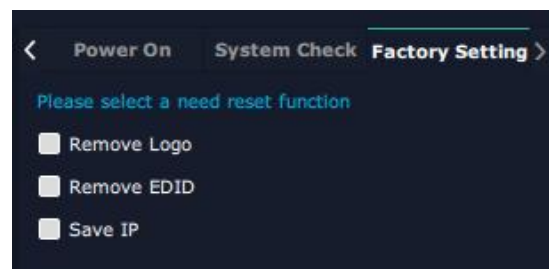 Power On System Check Factory Setting
Please select a need reset function
Remove Logo
Remove EDID
Save IP